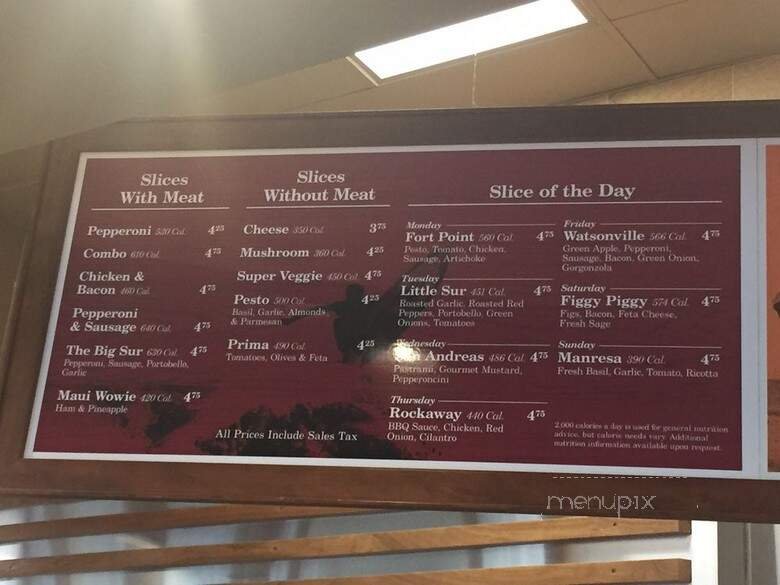 Slices
With Meat
Pepperoni 520 Cal. 4 25
Combo 610 Cal. 4 75
Chicken &
Bacon 460 Cal. 4 75
Pepperoni
& Sausage 640 Cal. 4 75
The Big Sur 630 Cal. 4 75
Pepperoni, Sausage, Portobello,
Garlic
Maui Wowie 420 Cal. 4 75
Ham & Pineapple
Slices
Without Meat
Cheese 350 Cal. 3 75
Mushroom 360 Cal. 4 25
Super Veggie 450 Cal. 4 75
Pesto 500 Cal. 4 25
Basil, Garlic, Almonds
& Parmesan
Prima 490 Cal. 4 25
Tomatoes, Olives & Feta
All Prices Include Sales Tax
Slice of the Day
Monday
Fort Point 560 Cal. 4 75
Pesto, Tomato, Chicken,
Sausage, Artichoke
Tuesday
Little Sur 451 Cal. 4 75
Roasted Garlic, Roasted Red
Peppers, Portobello, Green
Onions, Tomatoes
Wednesday
Andreas 486 Cal. 4 75
Pastrami, Gourmet Mustard,
Pepperoncini
Thursday
Rockaway 440 Cal. 4 75
BBQ Sauce, Chicken, Red
Onion, Cilantro
Friday
Watsonville 566 Cal. 4 75
Green Apple, Pepperoni,
Sausage, Bacon, Green Onion,
Gorgonzola
Saturday
Figgy Piggy 574 Cal. 4 75
Figs, Bacon, Feta Cheese,
Fresh Sage
Sunday
Manresa 390 Cal. 4 75
Fresh Basil, Garlic, Tomato, Ricotta
2,000 calories a day is used for general nutrition
advice, but calorie needs vary. Additional
nutrition information available upon request.
menupix